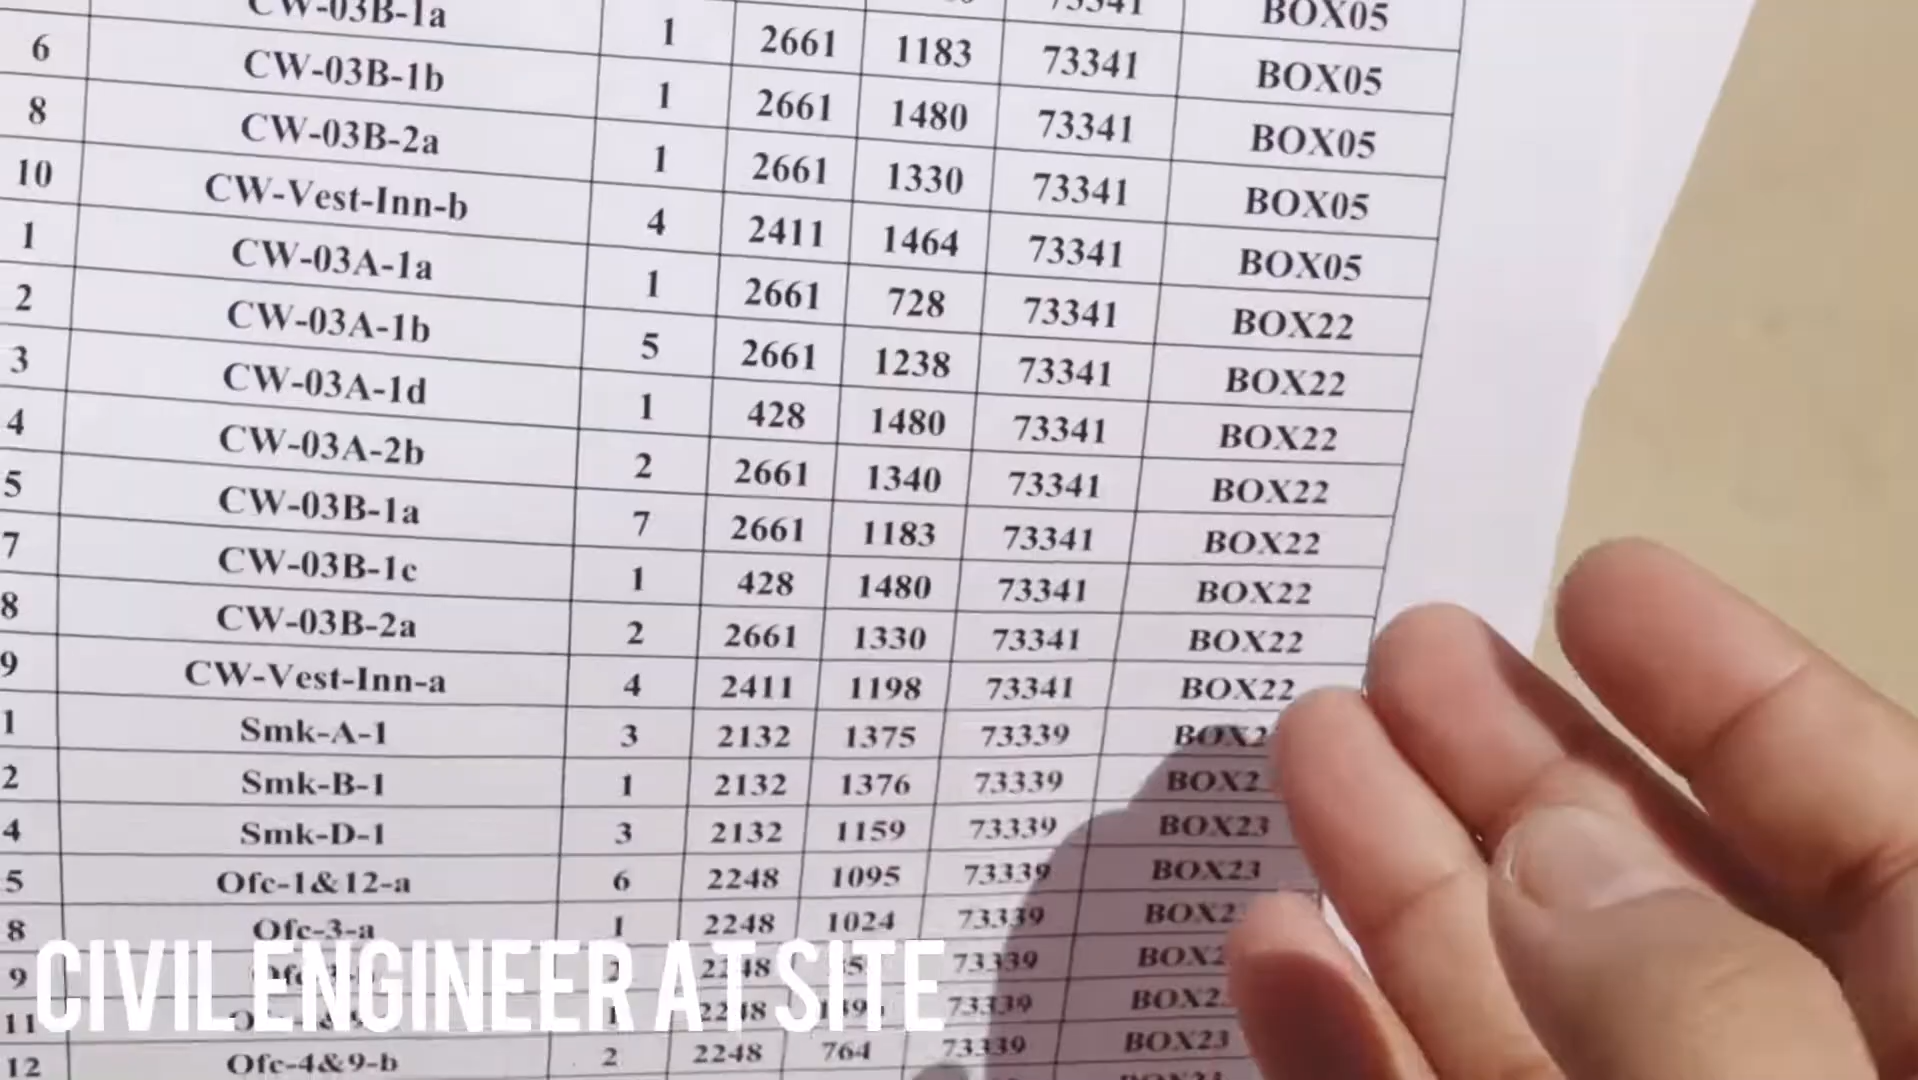 73341 BOX05
CW-03B-1a 1 2661 1183 73341 BOX05
6 CW-03B-1b 1 2661 1480 73341 BOX05
8 CW-03B-2a 1 2661 1330 73341 BOX05
10 CW-Vest-Inn-b 4 2411 1464 73341 BOX05
1 CW-03A-1a 1 2661 728 73341 BOX22
2 CW-03A-1b 5 2661 1238 73341 BOX22
3 CW-03A-1d 1 428 1480 73341 BOX22
4 CW-03A-2b 2 2661 1340 73341 BOX22
5 CW-03B-1a 7 2661 1183 73341 BOX22
7 CW-03B-1c 1 428 1480 73341 BOX22
8 CW-03B-2a 2 2661 1330 73341 BOX22
9 CW-Vest-Inn-a 4 2411 1198 73341 BOX22
1 Smk-A-1 3 2132 1375 73339
2 Smk-B-1 1 2132 1376 73339
4 Smk-D-1 3 2132 1159 73339 BOX23
5 Ofc-1&12-a 6 2248 1095 73339 BOX23
8 Ofc-3-a 1 2248 1024 73339
9 2248 73339
11 2248 73339
12 Ofc-4&9-b 2 2248 764 73339 BOX23
CIVIL ENGINEER AT SITE